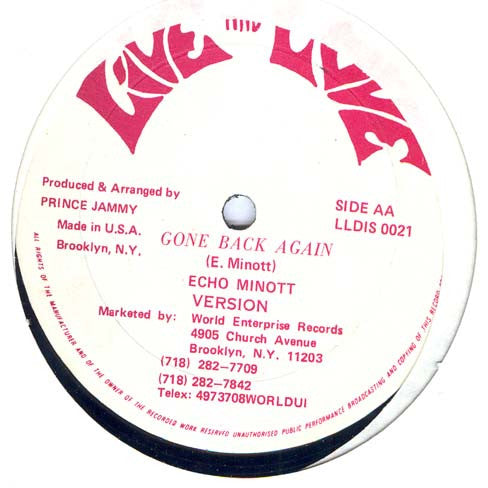 LIVE AND LOVE
Produced & Arranged by
PRINCE JAMMY
Made in U.S.A.
Brooklyn, N.Y.
SIDE AA
LLDIS 0021
GONE BACK AGAIN
(E. Minott)
ECHO MINOTT
VERSION
Marketed by: World Enterprise Records
4905 Church Avenue
Brooklyn, N.Y. 11203
(718) 282-7709
(718) 282-7842
Telex: 4973708WORLDUI
ALL RIGHTS OF THE MANUFACTURER AND OF THE OWNER OF THE RECORDED WORK RESERVED UNAUTHORISED PUBLIC PERFORMANCE BROADCASTING AND COPYING OF THIS RECORD